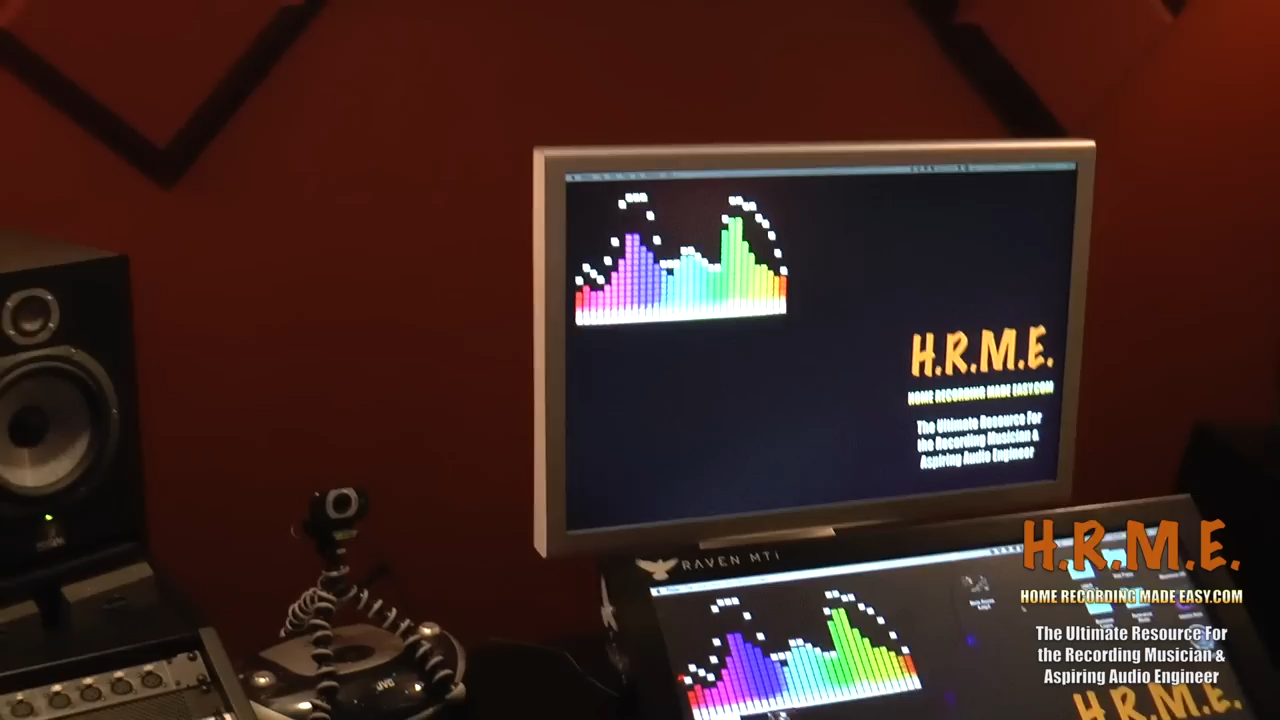 H.R.M.E.
HOME RECORDING MADE EASY.COM
The Ultimate Resource For
the Recording Musician &
Aspiring Audio Engineer
RAVEN MTi
H.R.M.E.
HOME RECORDING MADE EASY.COM
The Ultimate Resource For
the Recording Musician &
Aspiring Audio Engineer
H.R.M.E.
JVC